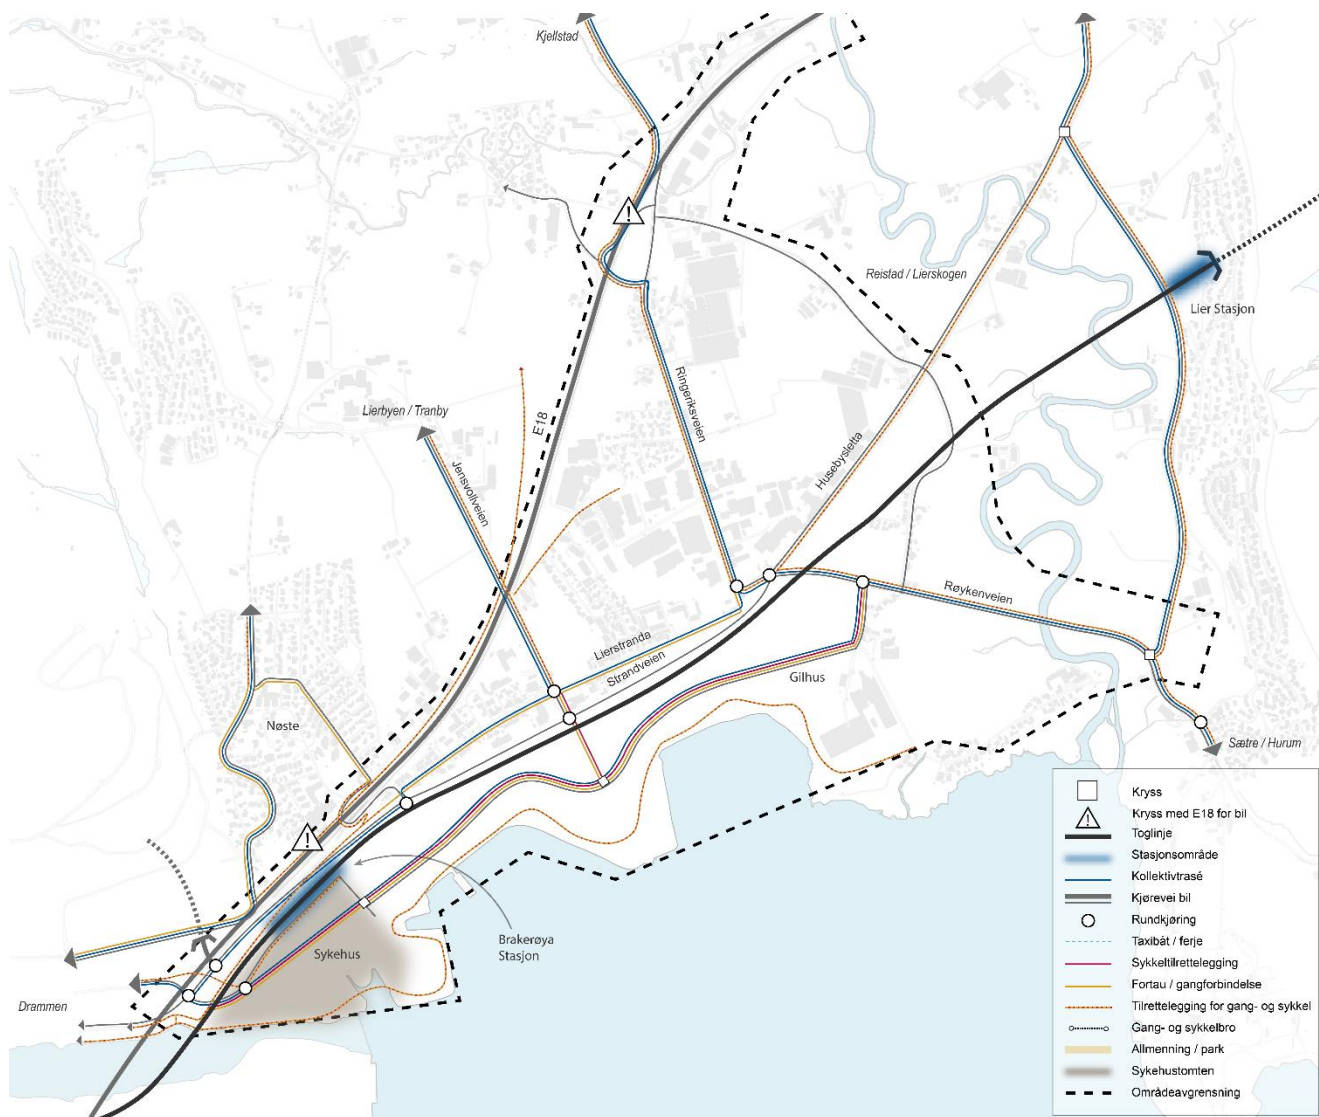 Kjellstad
Reistad / Lierskogen
Lier Stasjon
Ringeriksveien
E18
Lierbyen / Tranby
Jensvollveien
Husebysletta
Røykenveien
Lierstranda
Strandveien
Gilhus
Nøste
Sætre / Hurum
Brakerøya
Stasjon
Sykehus
Drammen
Kryss
Kryss med E18 for bil
Toglinje
Stasjonsområde
Kollektivtrasé
Kjørevei bil
Rundkjøring
Taxibåt / ferje
Sykkeltilrettelegging
Fortau / gangforbindelse
Tilrettelegging for gang- og sykkel
Gang- og sykkelbro
Allmenning / park
Sykehustomten
Områdeavgrensning